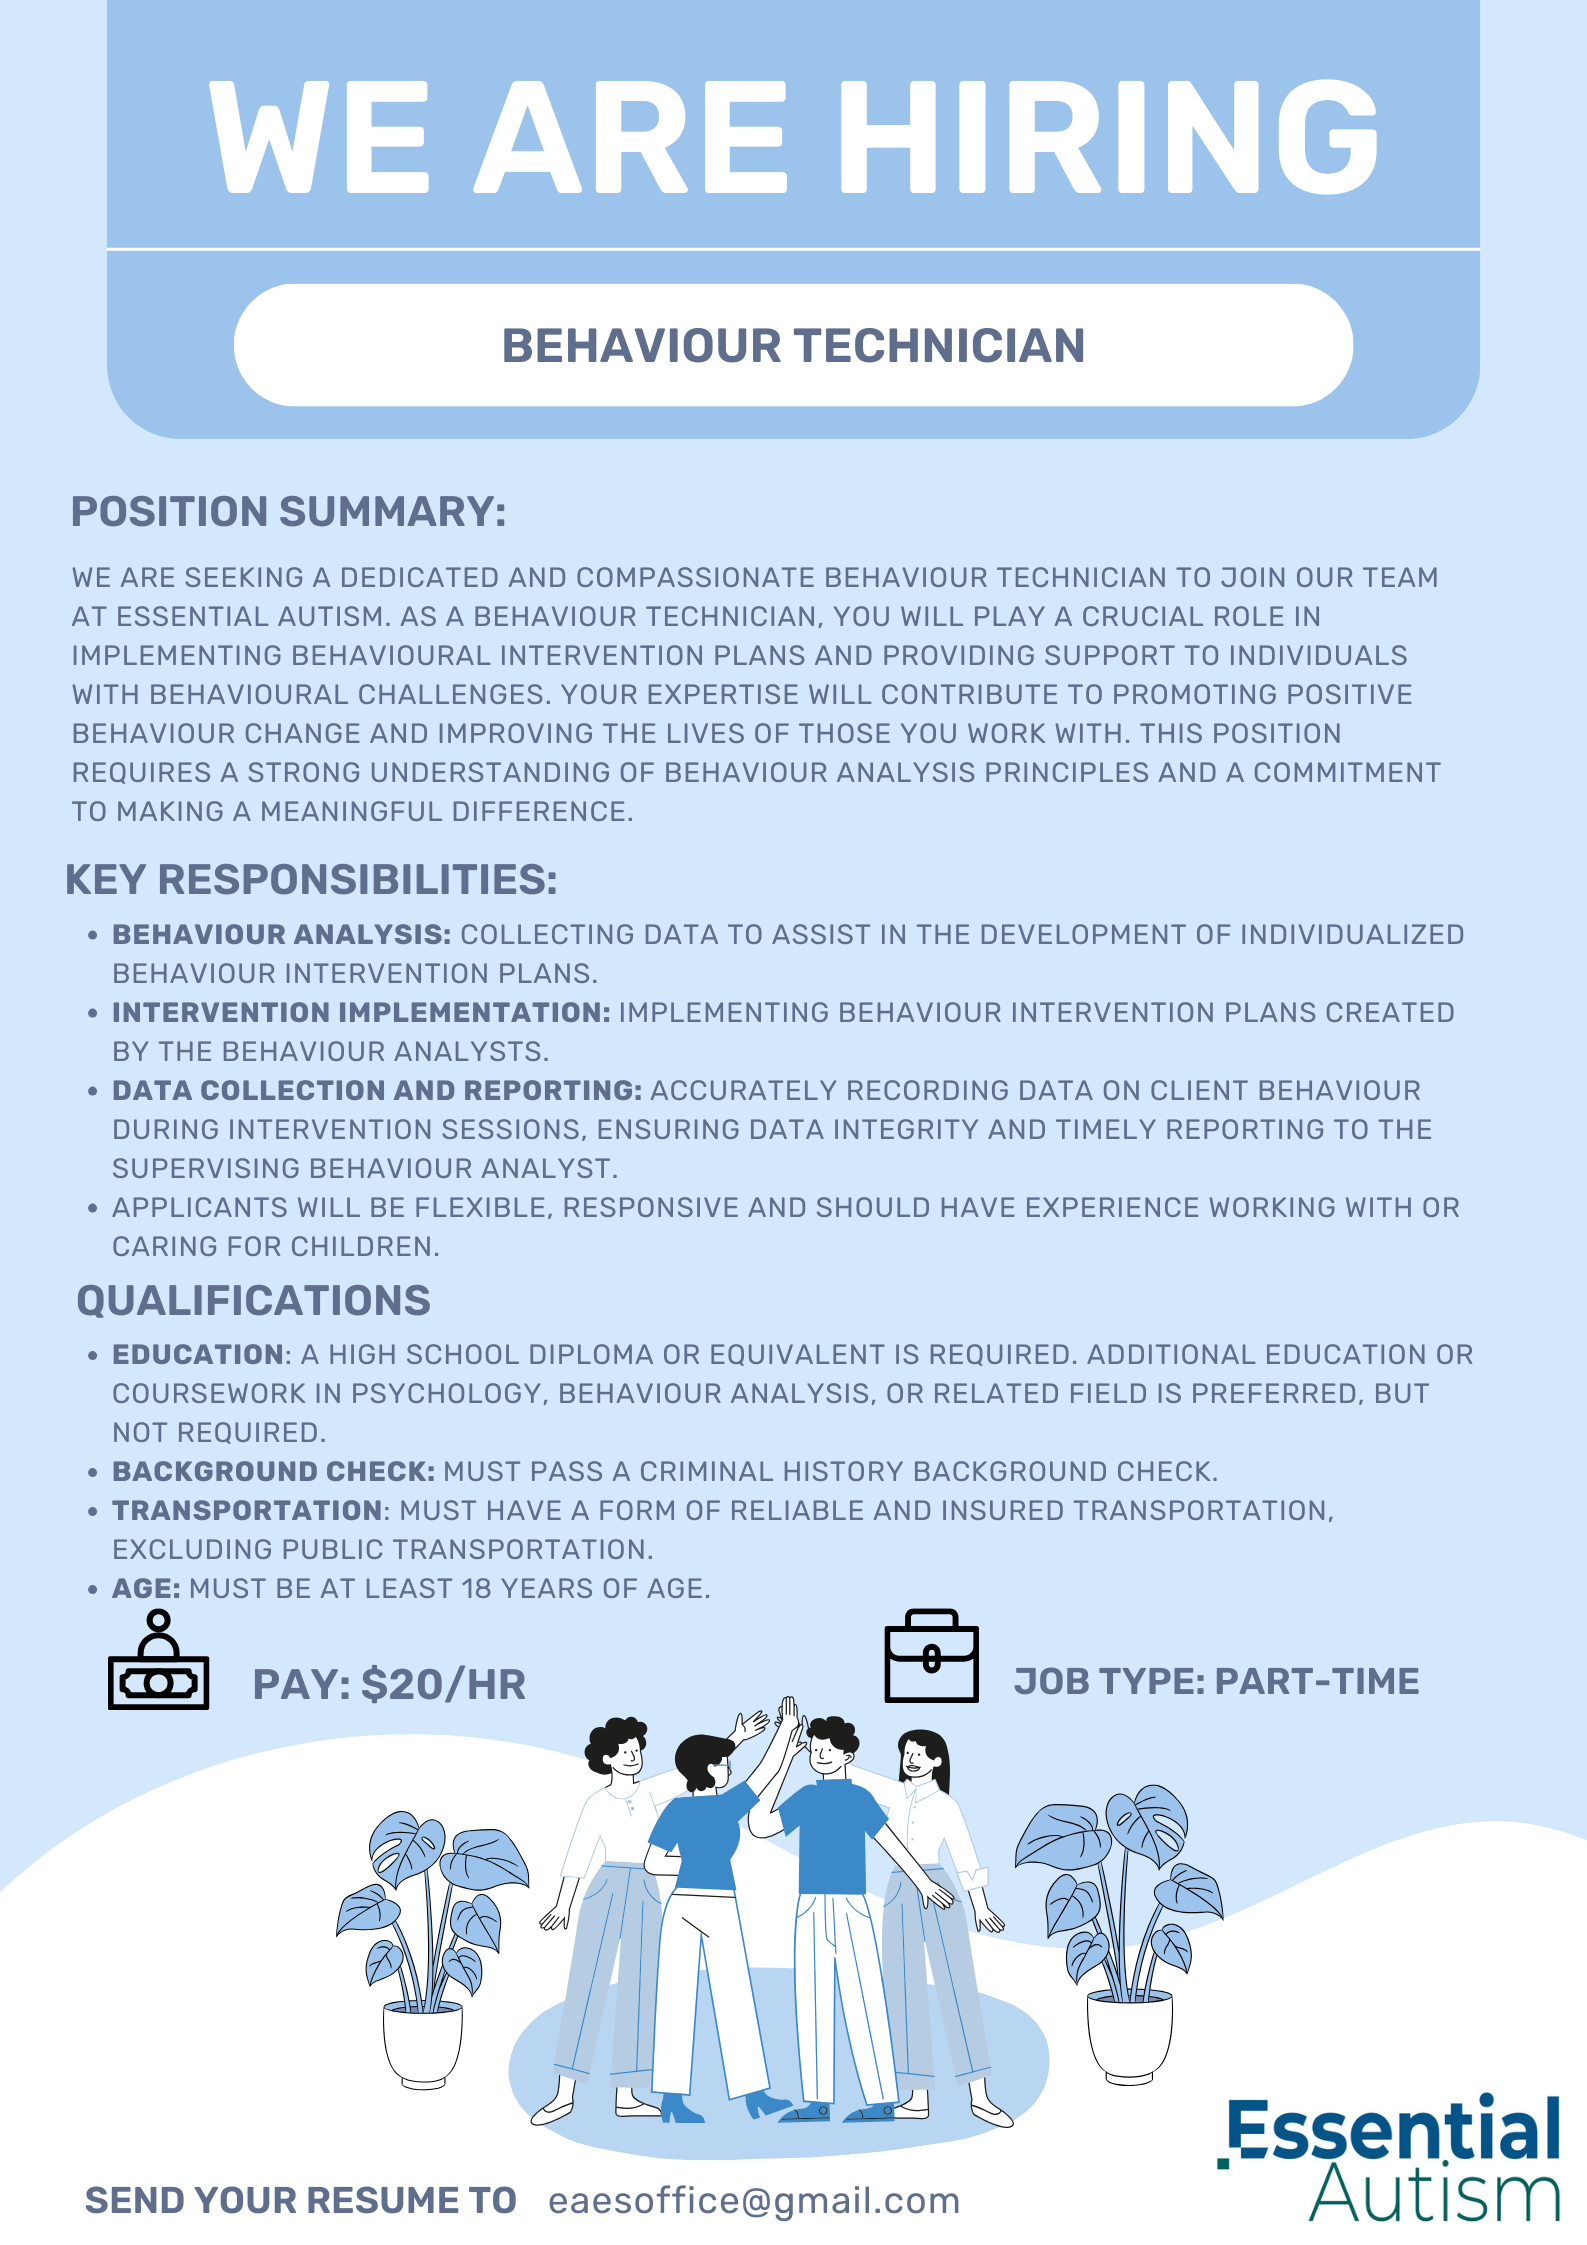 WE ARE HIRING
BEHAVIOUR TECHNICIAN
POSITION SUMMARY:
WE ARE SEEKING A DEDICATED AND COMPASSIONATE BEHAVIOUR TECHNICIAN TO JOIN OUR TEAM
AT ESSENTIAL AUTISM. AS A BEHAVIOUR TECHNICIAN, YOU WILL PLAY A CRUCIAL ROLE IN
IMPLEMENTING BEHAVIOURAL INTERVENTION PLANS AND PROVIDING SUPPORT TO INDIVIDUALS
WITH BEHAVIOURAL CHALLENGES. YOUR EXPERTISE WILL CONTRIBUTE TO PROMOTING POSITIVE
BEHAVIOUR CHANGE AND IMPROVING THE LIVES OF THOSE YOU WORK WITH. THIS POSITION
REQUIRES A STRONG UNDERSTANDING OF BEHAVIOUR ANALYSIS PRINCIPLES AND A COMMITMENT
TO MAKING A MEANINGFUL DIFFERENCE.
KEY RESPONSIBILITIES:
• BEHAVIOUR ANALYSIS: COLLECTING DATA TO ASSIST IN THE DEVELOPMENT OF INDIVIDUALIZED
BEHAVIOUR INTERVENTION PLANS.
• INTERVENTION IMPLEMENTATION: IMPLEMENTING BEHAVIOUR INTERVENTION PLANS CREATED
BY THE BEHAVIOUR ANALYSTS.
• DATA COLLECTION AND REPORTING: ACCURATELY RECORDING DATA ON CLIENT BEHAVIOUR
DURING INTERVENTION SESSIONS, ENSURING DATA INTEGRITY AND TIMELY REPORTING TO THE
SUPERVISING BEHAVIOUR ANALYST.
• APPLICANTS WILL BE FLEXIBLE, RESPONSIVE AND SHOULD HAVE EXPERIENCE WORKING WITH OR
CARING FOR CHILDREN.
QUALIFICATIONS
• EDUCATION: A HIGH SCHOOL DIPLOMA OR EQUIVALENT IS REQUIRED. ADDITIONAL EDUCATION OR
COURSEWORK IN PSYCHOLOGY, BEHAVIOUR ANALYSIS, OR RELATED FIELD IS PREFERRED, BUT
NOT REQUIRED.
• BACKGROUND CHECK: MUST PASS A CRIMINAL HISTORY BACKGROUND CHECK.
• TRANSPORTATION: MUST HAVE A FORM OF RELIABLE AND INSURED TRANSPORTATION,
EXCLUDING PUBLIC TRANSPORTATION.
• AGE: MUST BE AT LEAST 18 YEARS OF AGE.
PAY: $20/HR
JOB TYPE: PART-TIME
SEND YOUR RESUME TO eaesoffice@gmail.com
Essential
Autism